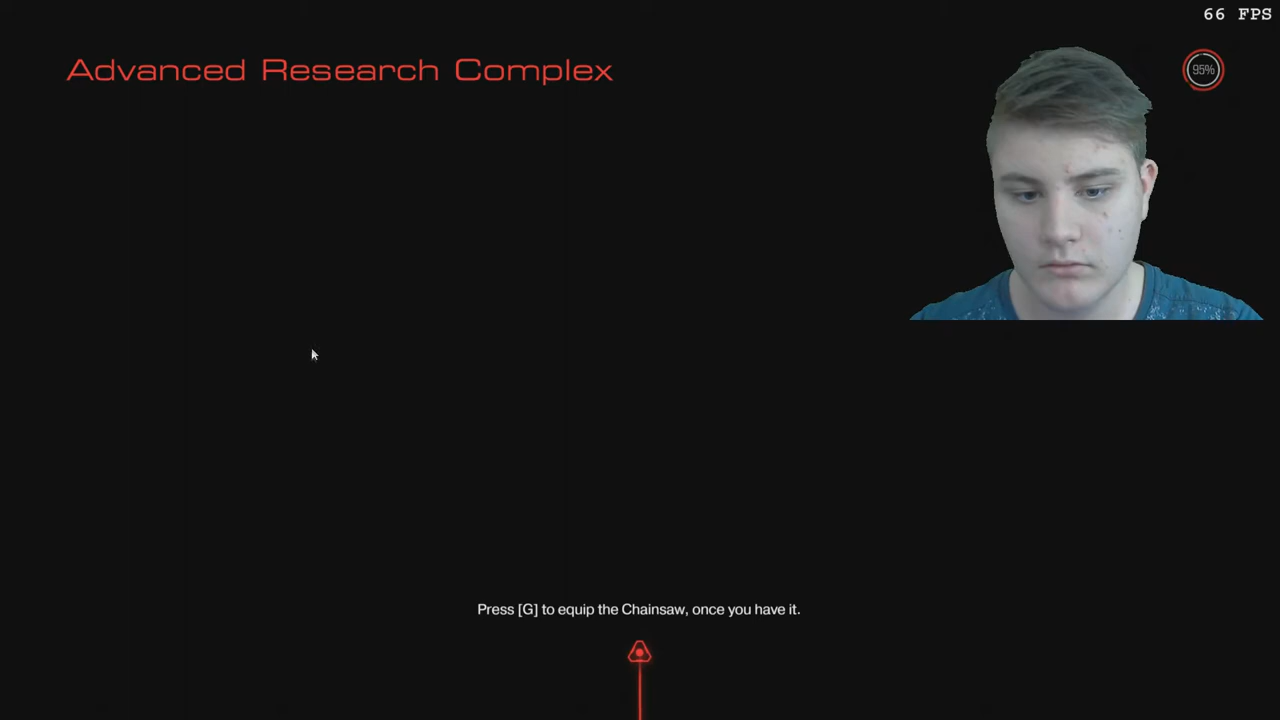 66 FPS
Advanced Research Complex
95%
Press [G] to equip the Chainsaw, once you have it.